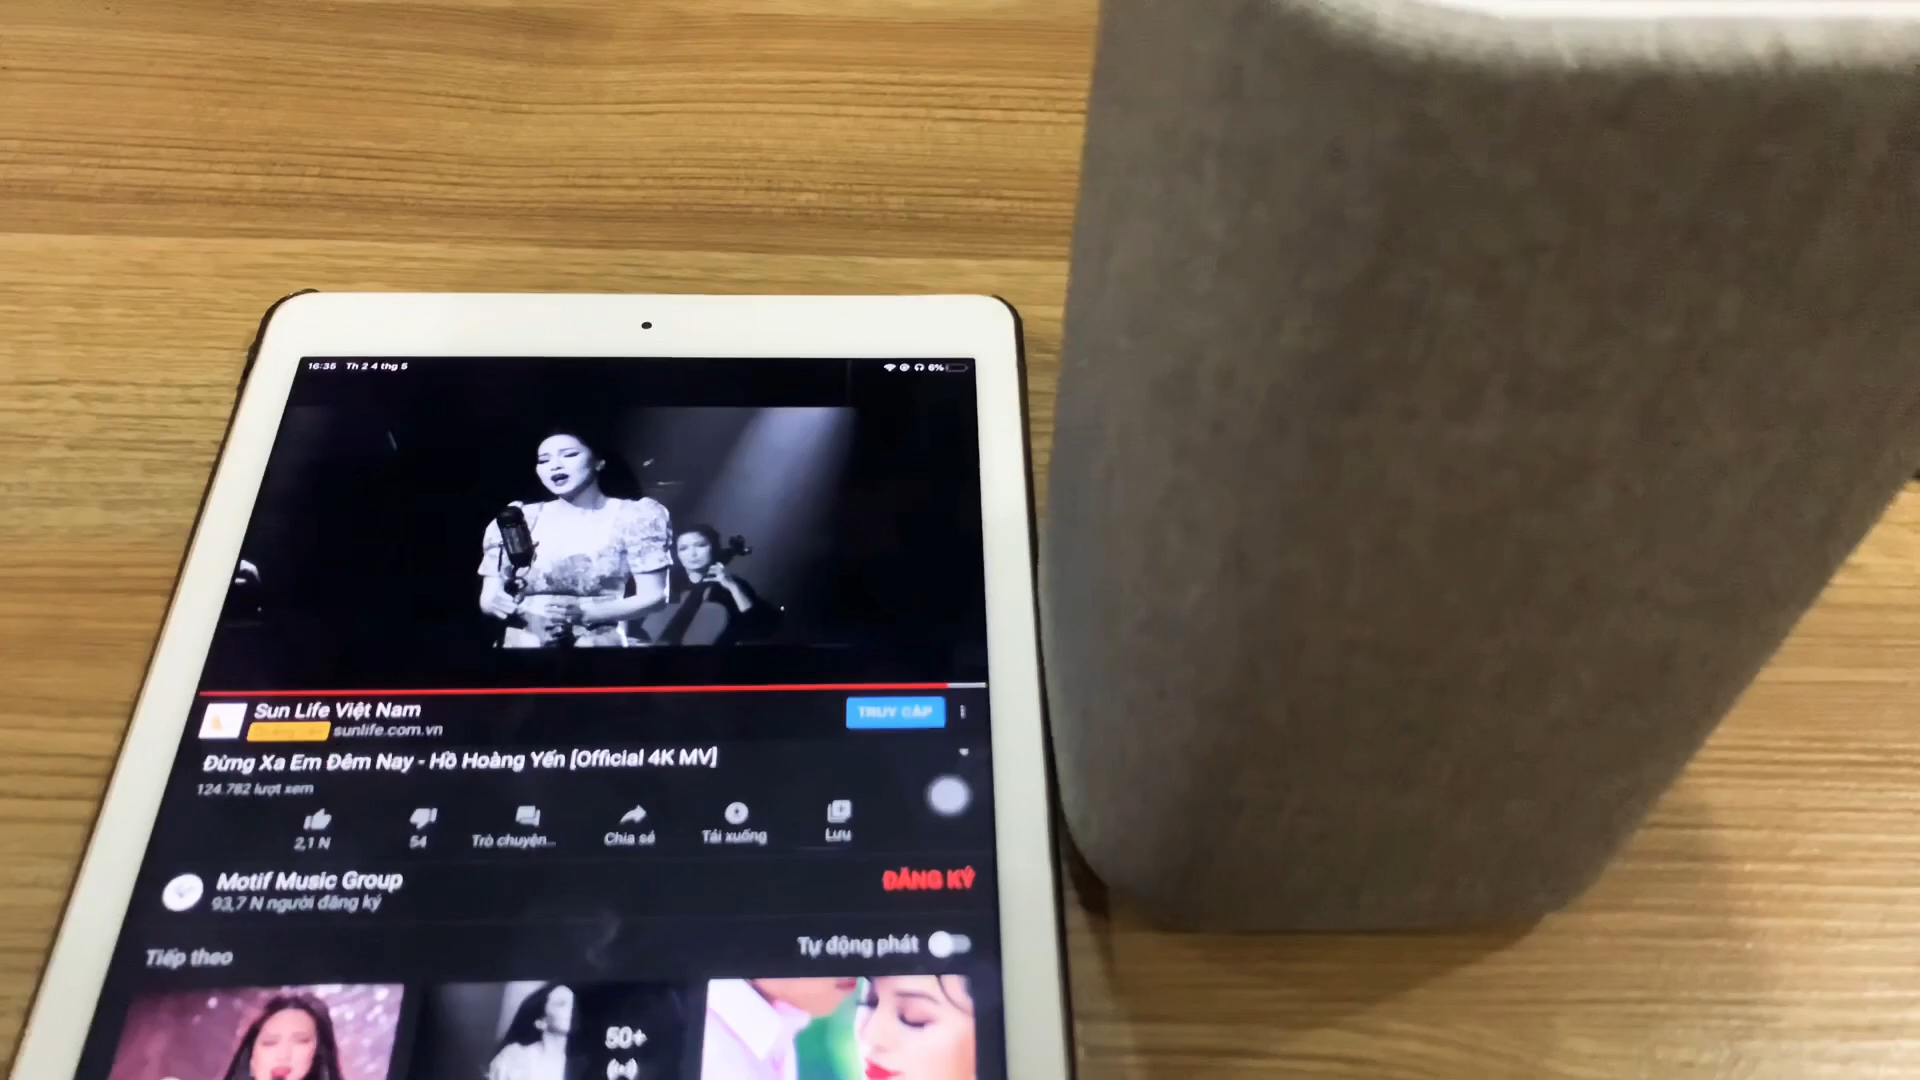 16:35 Th 2 4 thg 5
6%
Sun Life Việt Nam
TRUY CẬP
sunlife.com.vn
Đừng Xa Em Đêm Nay - Hồ Hoàng Yến [Official 4K MV]
124.782 lượt xem
2,1 N
54
Trò chuyện...
Chia sẻ
Tải xuống
Lưu
Motif Music Group
ĐĂNG KÝ
93,7 N người đăng ký
Tiếp theo
Tự động phát
50+